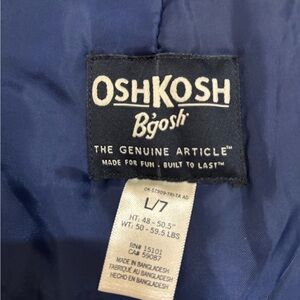 OSHKOSH
B'gosh
THE GENUINE ARTICLE™
MADE FOR FUN - BUILT TO LAST™
L/7
HT: 48 - 50.5"
WT: 50 - 59.5 LBS
RN# 15101
CA# 59087
MADE IN BANGLADESH
FABRIQUÉ AU BANGLADESH
HECHO EN BANGLADESH